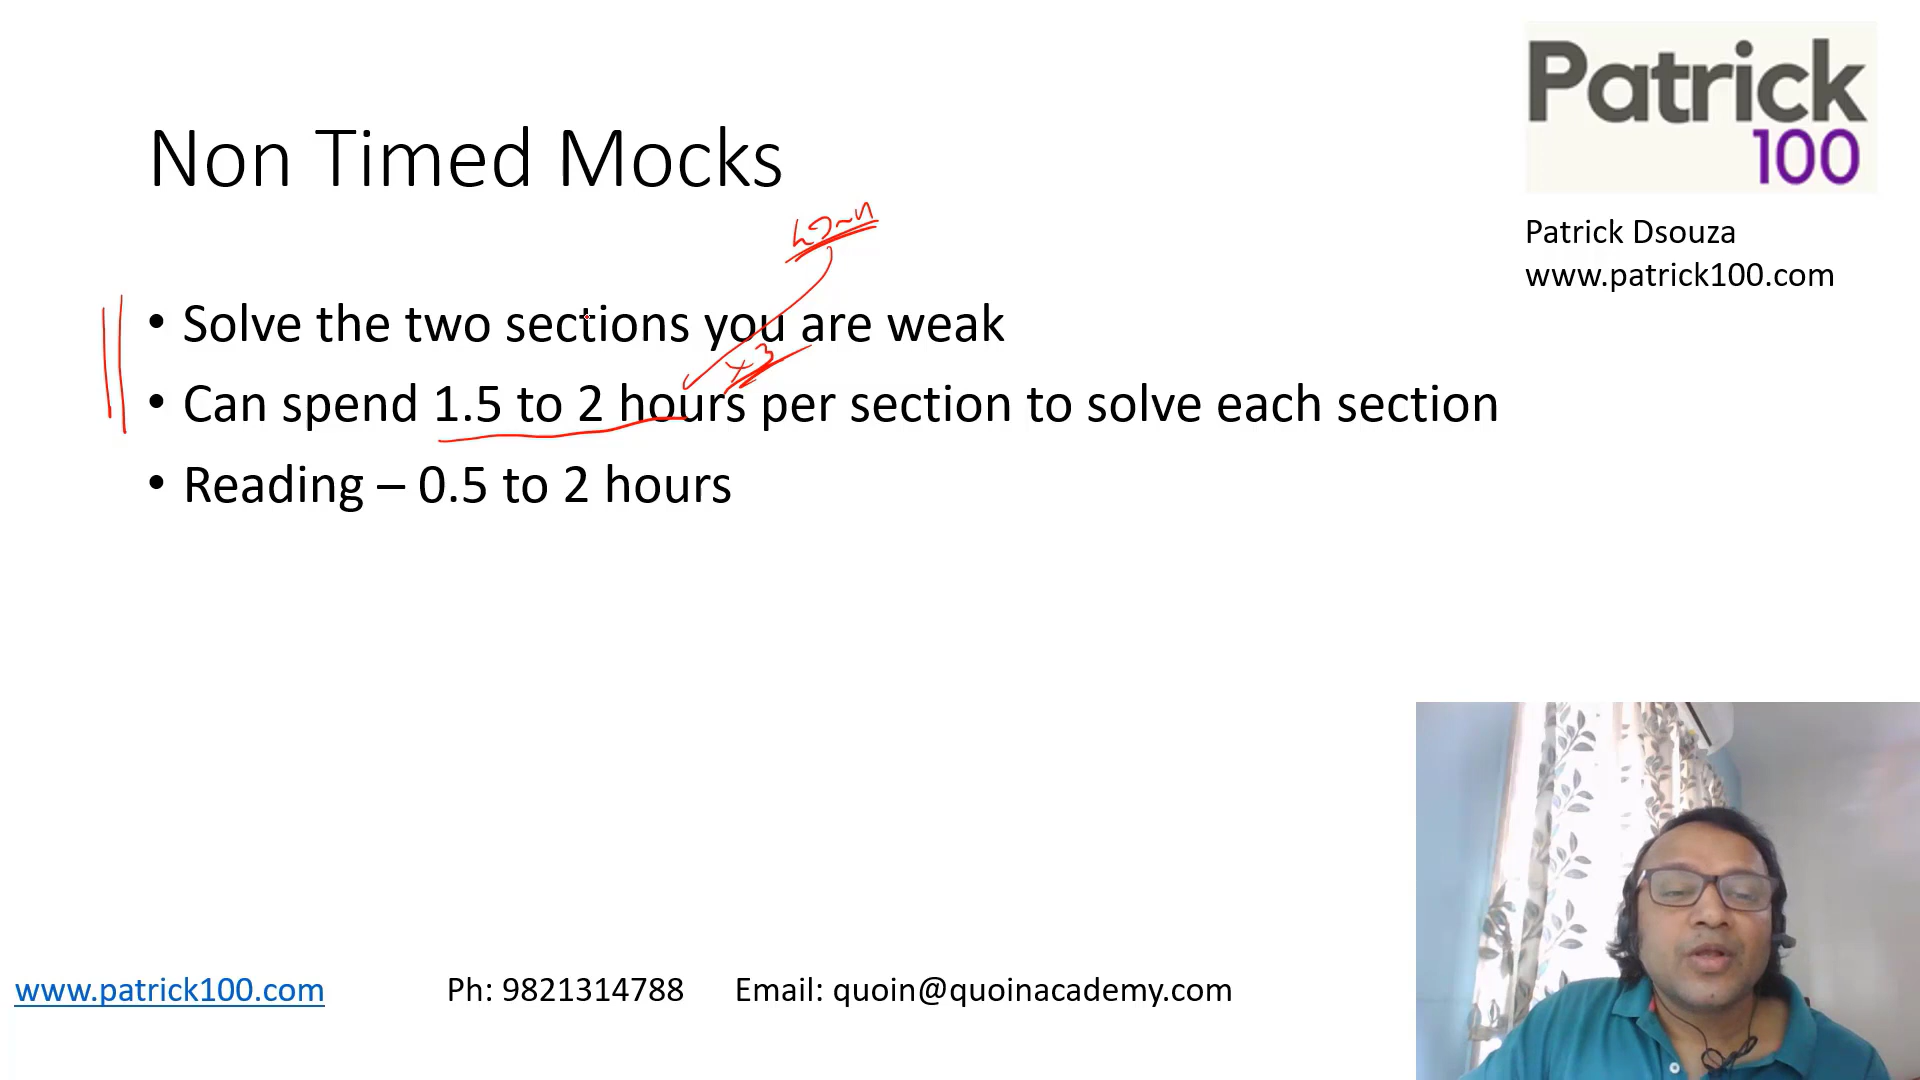 Patrick
100
Non Timed Mocks
Patrick Dsouza
www.patrick100.com
• Solve the two sections you are weak
x3
• Can spend 1.5 to 2 hours per section to solve each section
• Reading – 0.5 to 2 hours
www.patrick100.com Ph: 9821314788 Email: quoin@quoinacademy.com